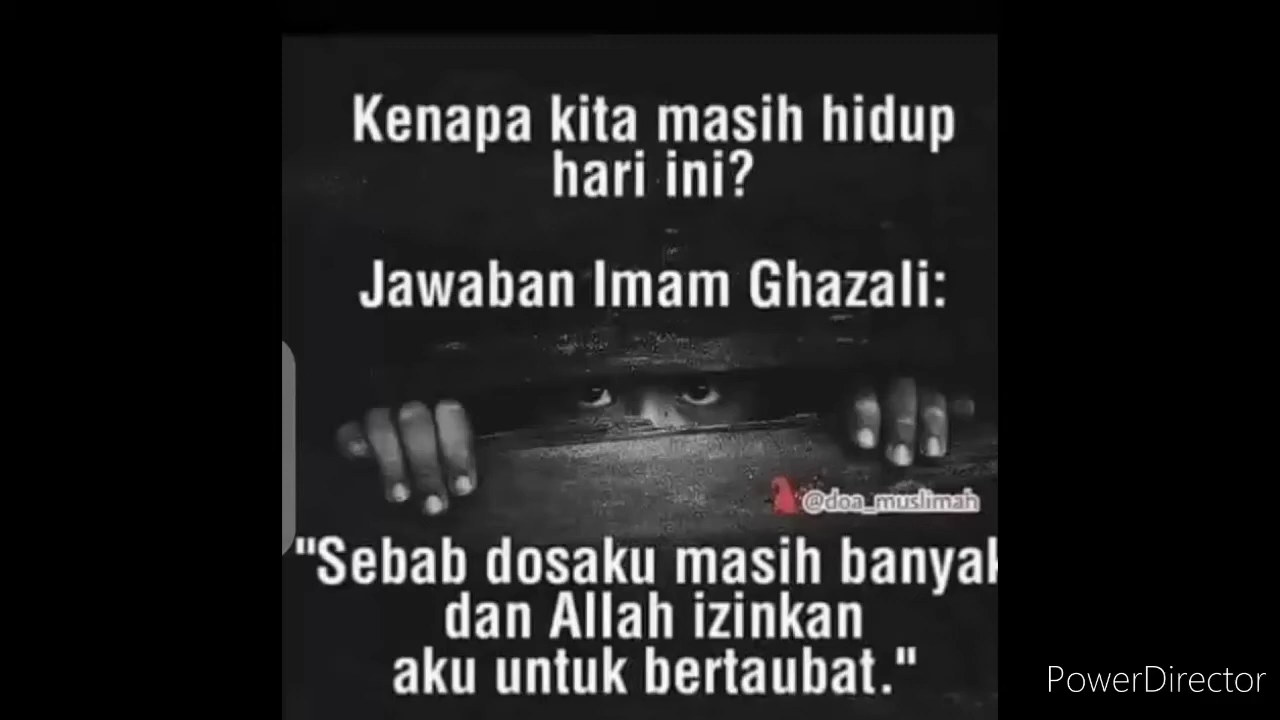 Kenapa kita masih hidup
hari ini?
Jawaban Imam Ghazali:
@doa_muslimah
"Sebab dosaku masih banyak
dan Allah izinkan
aku untuk bertaubat."
PowerDirector